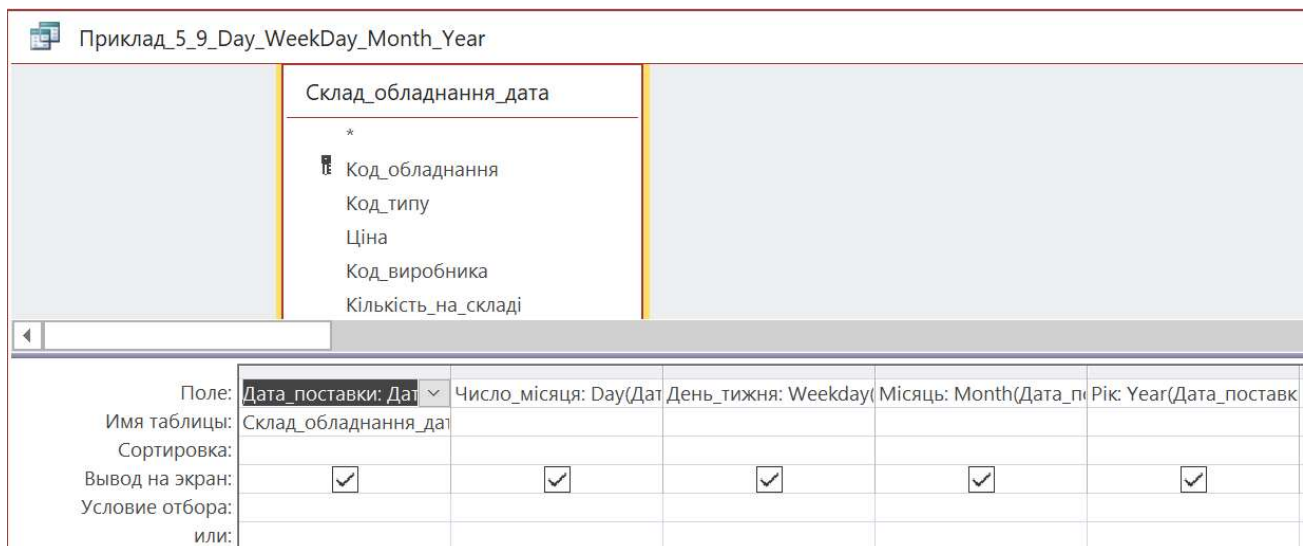 Приклад_5_9_Day_WeekDay_Month_Year
Склад_обладнання_дата
*
Код_обладнання
Код_типу
Ціна
Код_виробника
Кількість_на_складі
Поле: Дата_поставки: Дат Число_місяця: Day(Дат День_тижня: Weekday( Місяць: Month(Дата_п Рік: Year(Дата_поставк
Имя таблицы: Склад_обладнання_дат
Сортировка:
Вывод на экран:
Условие отбора:
или: